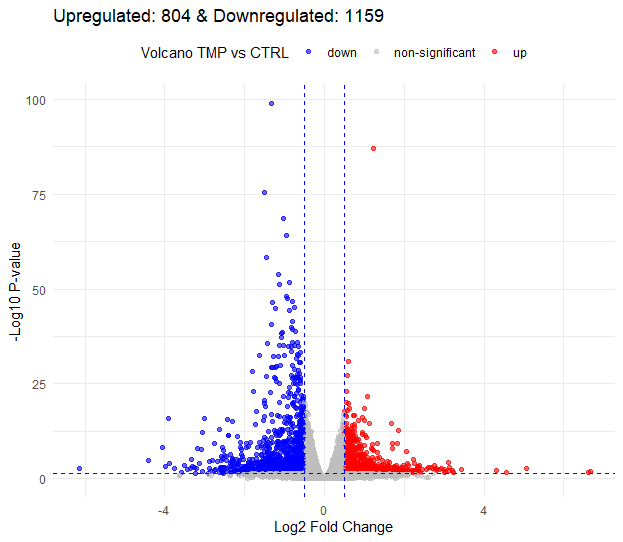 Upregulated: 804 & Downregulated: 1159
Volcano TMP vs CTRL down non-significant up
100
75
50
25
0
-Log10 P-value
-4 0 4
Log2 Fold Change